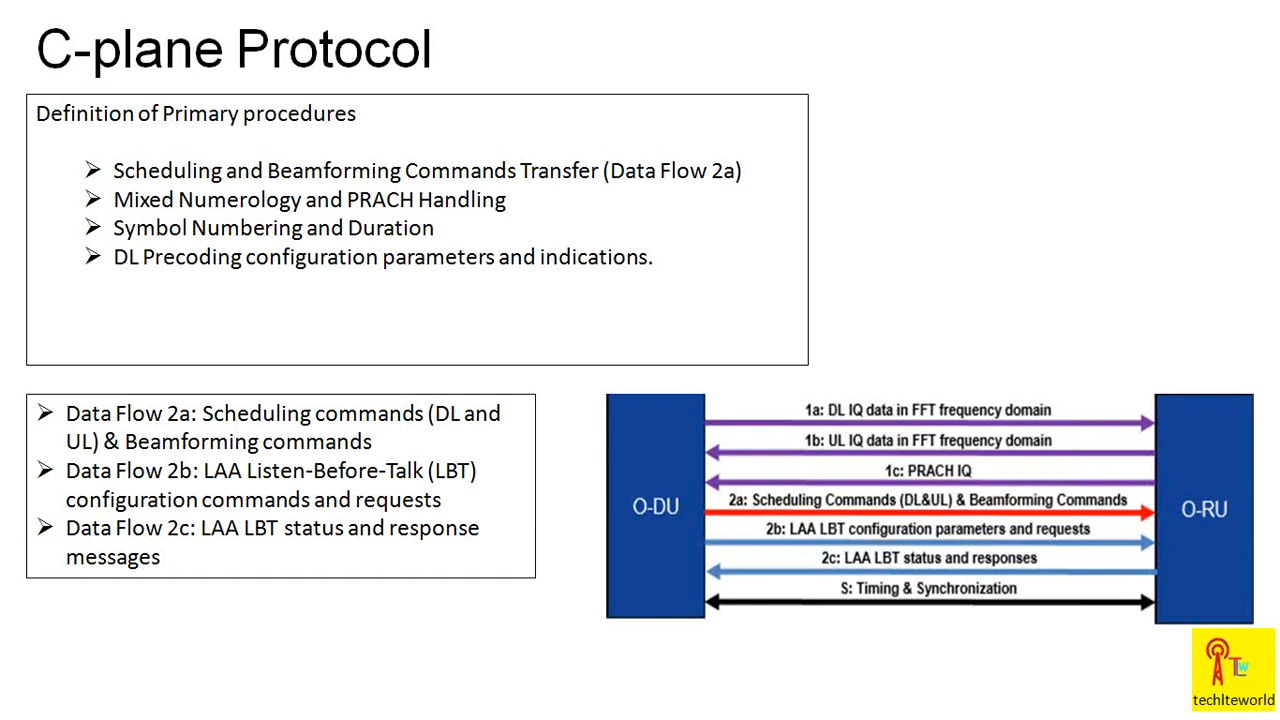 C-plane Protocol
Definition of Primary procedures
➢ Scheduling and Beamforming Commands Transfer (Data Flow 2a)
➢ Mixed Numerology and PRACH Handling
➢ Symbol Numbering and Duration
➢ DL Precoding configuration parameters and indications.
➢ Data Flow 2a: Scheduling commands (DL and
UL) & Beamforming commands
➢ Data Flow 2b: LAA Listen-Before-Talk (LBT)
configuration commands and requests
➢ Data Flow 2c: LAA LBT status and response
messages
O-DU
1a: DL IQ data in FFT frequency domain
1b: UL IQ data in FFT frequency domain
1c: PRACH IQ
2a: Scheduling Commands (DL&UL) & Beamforming Commands
2b: LAA LBT configuration parameters and requests
2c: LAA LBT status and responses
S: Timing & Synchronization
O-RU
TLW
techlteworld